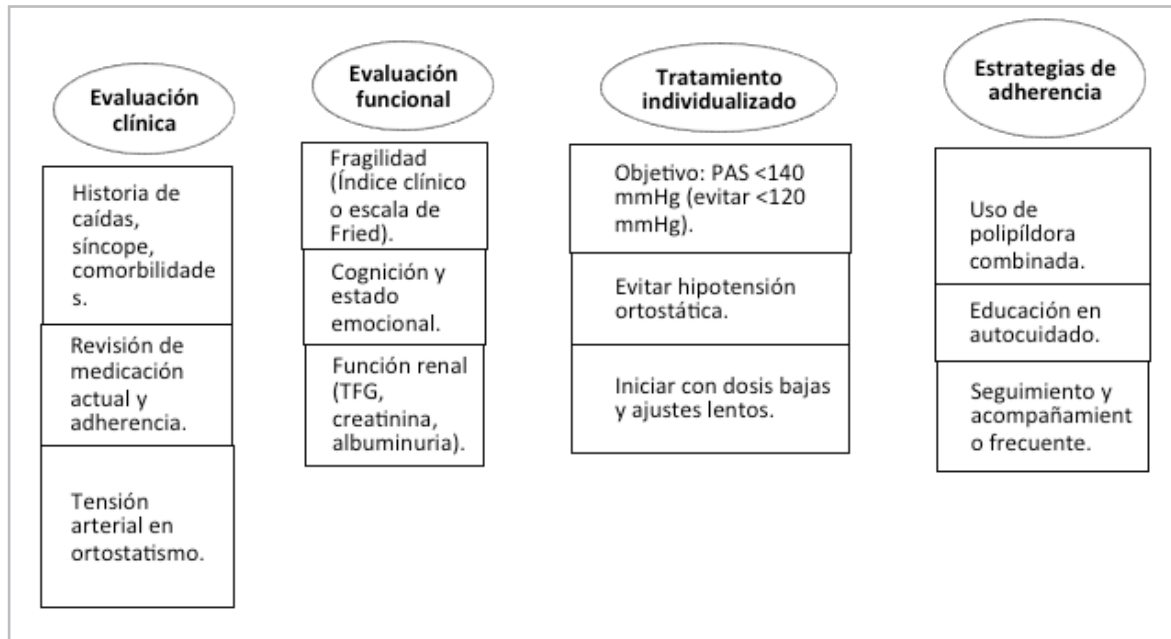 Evaluación
clínica
Historia de
caídas,
síncope,
comorbilidade
s.
Revisión de
medicación
actual y
adherencia.
Tensión
arterial en
ortostatismo.
Evaluación
funcional
Fragilidad
(Índice clínico
o escala de
Fried).
Cognición y
estado
emocional.
Función renal
(TFG,
creatinina,
albuminuria).
Tratamiento
individualizado
Objetivo: PAS <140
mmHg (evitar <120
mmHg).
Evitar hipotensión
ortostática.
Iniciar con dosis bajas
y ajustes lentos.
Estrategias de
adherencia
Uso de
polipíldora
combinada.
Educación en
autocuidado.
Seguimiento y
acompañamient
o frecuente.